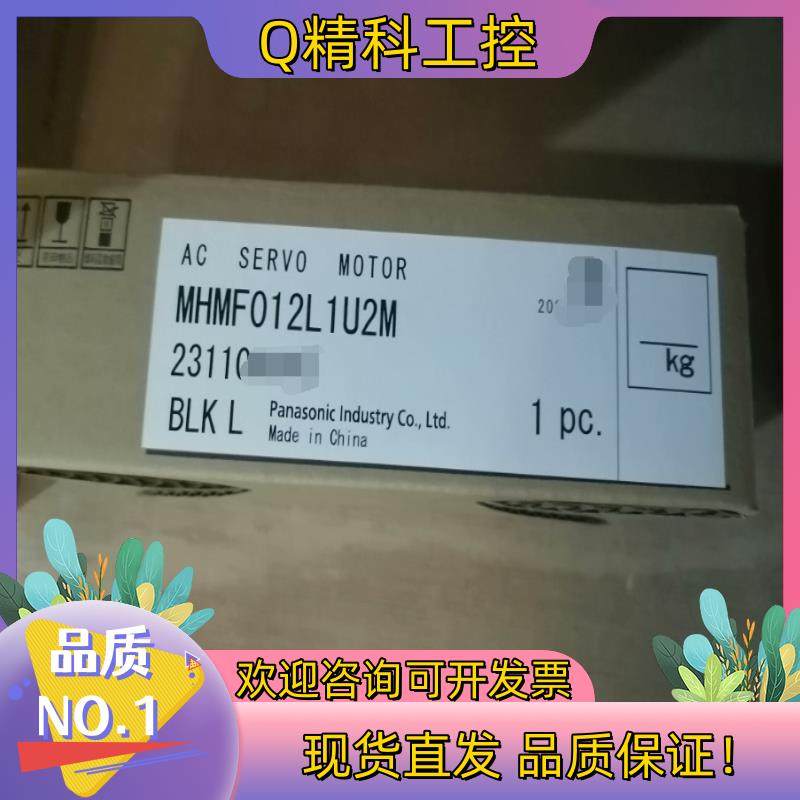 Q精科工控
AC SERVO MOTOR
MHMF012L1U2M
20
23110
kg
BLK L
Panasonic Industry Co., Ltd.
Made in China
1 pc.
品质
NO.1
欢迎咨询可开发票
现货直发 品质保证！